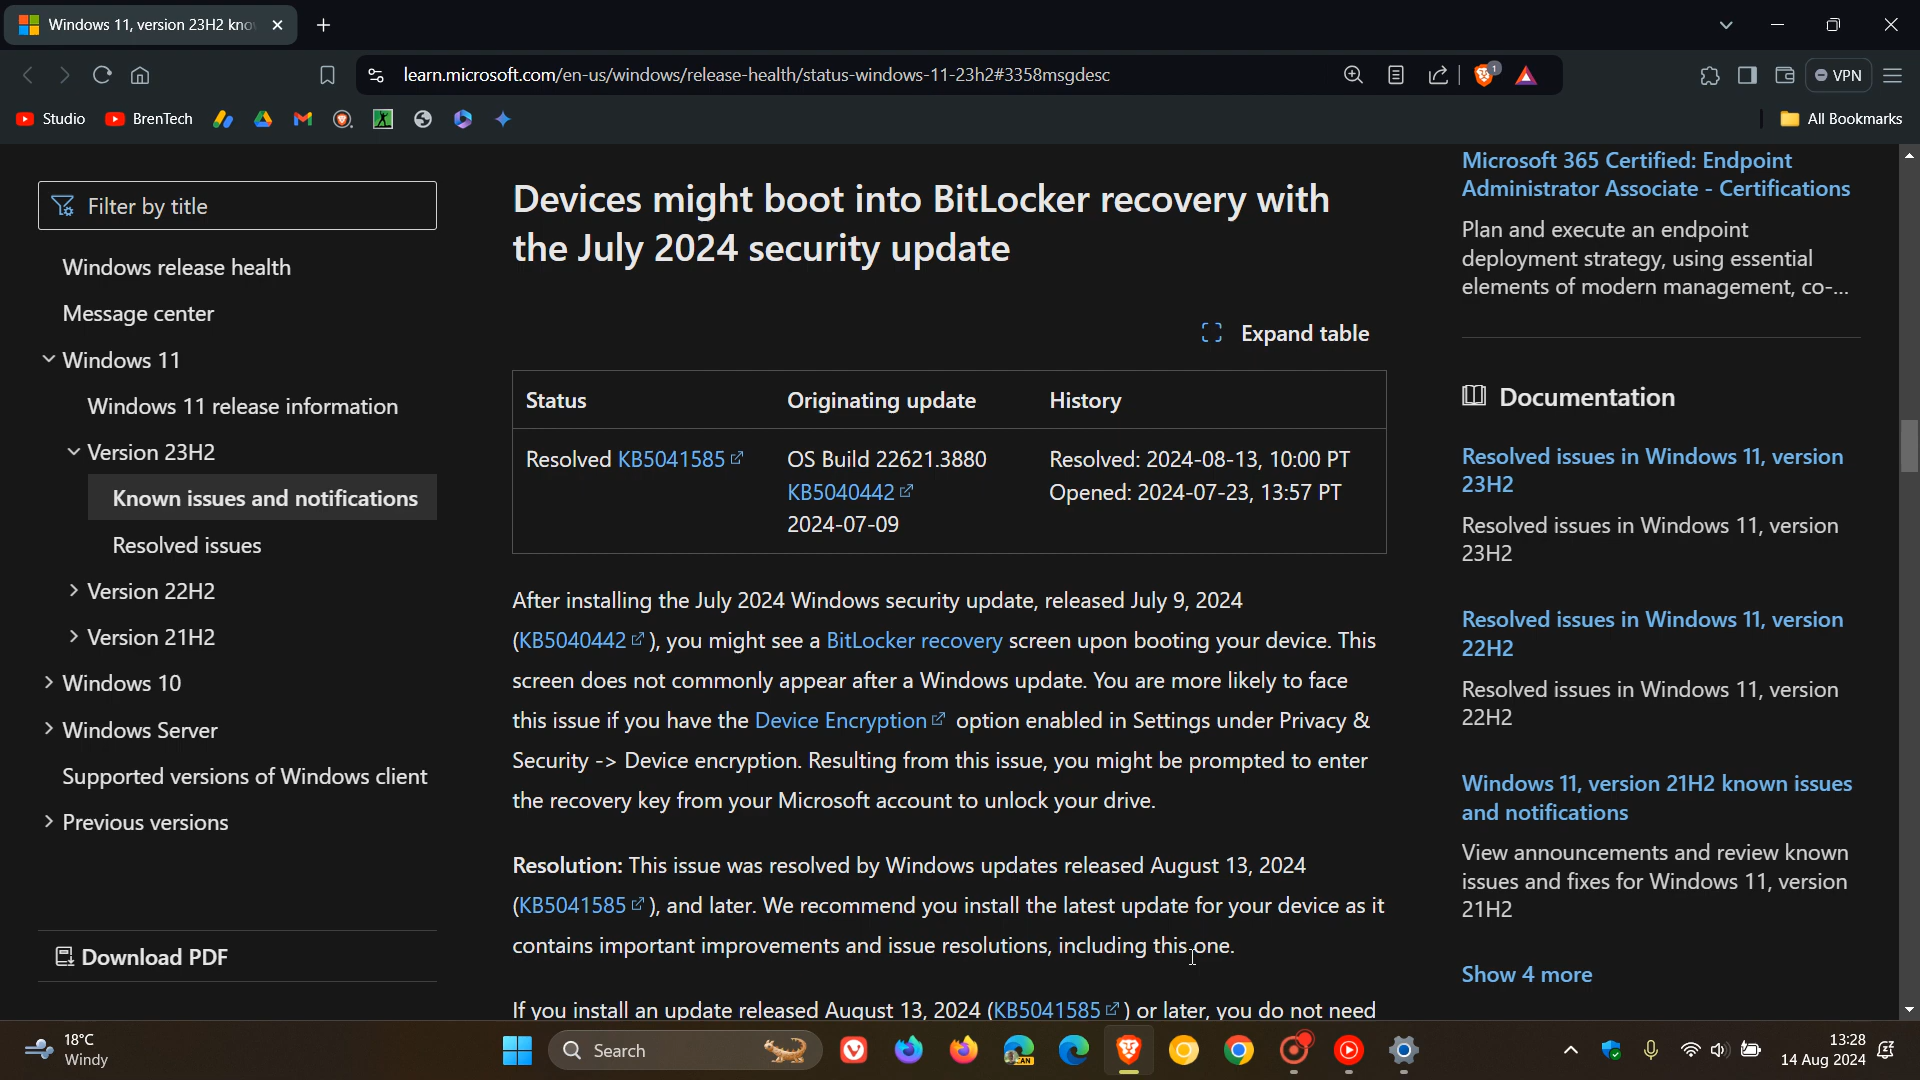 Windows 11, version 23H2 kno
learn.microsoft.com/en-us/windows/release-health/status-windows-11-23h2#3358msgdesc
1
VPN
Studio
BrenTech
All Bookmarks
Filter by title
Windows release health
Message center
Windows 11
Windows 11 release information
Version 23H2
Known issues and notifications
Resolved issues
Version 22H2
Version 21H2
Windows 10
Windows Server
Supported versions of Windows client
Previous versions
Download PDF
Devices might boot into BitLocker recovery with
the July 2024 security update
Expand table
Status Originating update History
Resolved KB5041585 OS Build 22621.3880 Resolved: 2024-08-13, 10:00 PT
KB5040442 Opened: 2024-07-23, 13:57 PT
2024-07-09
After installing the July 2024 Windows security update, released July 9, 2024
(KB5040442), you might see a BitLocker recovery screen upon booting your device. This
screen does not commonly appear after a Windows update. You are more likely to face
this issue if you have the Device Encryption option enabled in Settings under Privacy &
Security -> Device encryption. Resulting from this issue, you might be prompted to enter
the recovery key from your Microsoft account to unlock your drive.
Resolution: This issue was resolved by Windows updates released August 13, 2024
(KB5041585), and later. We recommend you install the latest update for your device as it
contains important improvements and issue resolutions, including this one.
If you install an update released August 13, 2024 (KB5041585) or later, you do not need
Microsoft 365 Certified: Endpoint
Administrator Associate - Certifications
Plan and execute an endpoint
deployment strategy, using essential
elements of modern management, co-...
Documentation
Resolved issues in Windows 11, version
23H2
Resolved issues in Windows 11, version
23H2
Resolved issues in Windows 11, version
22H2
Resolved issues in Windows 11, version
22H2
Windows 11, version 21H2 known issues
and notifications
View announcements and review known
issues and fixes for Windows 11, version
21H2
Show 4 more
18°C
Windy
Search
CAN
13:28
14 Aug 2024